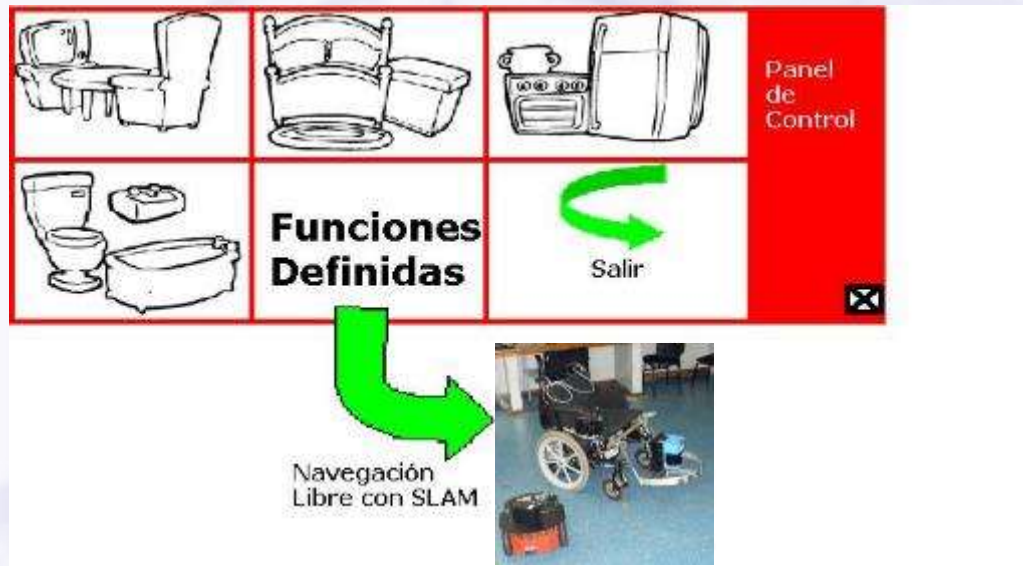 Panel
de
Control
Funciones
Definidas
Salir
Navegación
Libre con SLAM